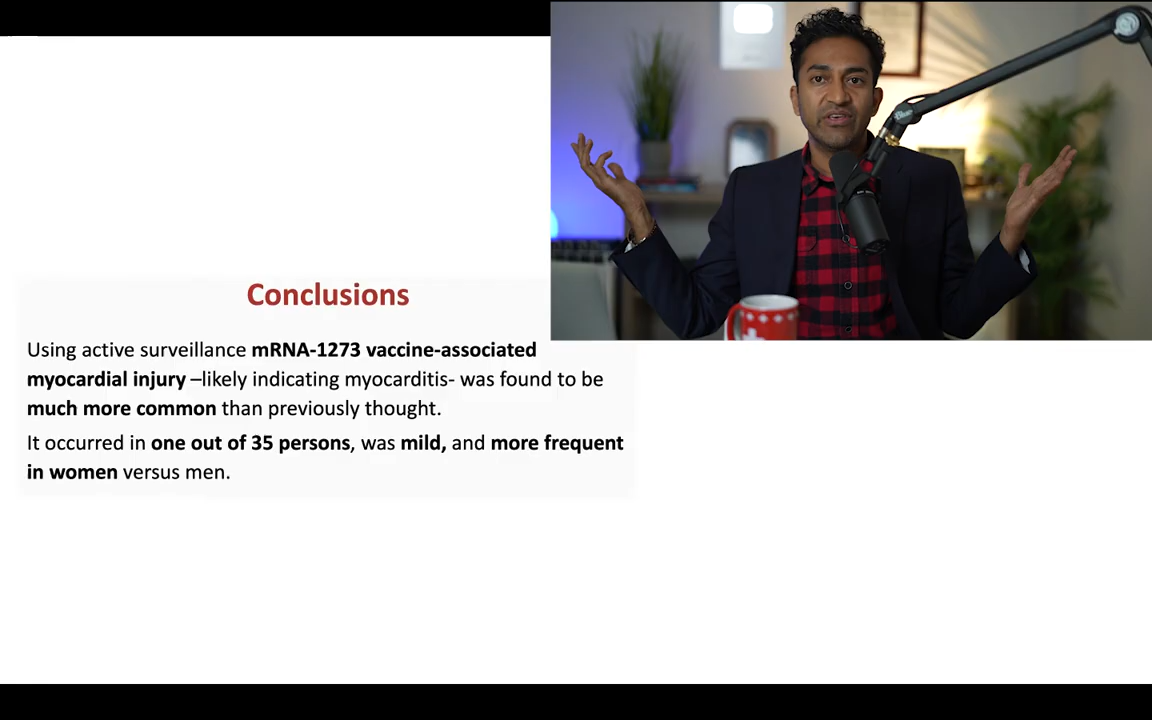 Conclusions
Using active surveillance mRNA-1273 vaccine-associated
myocardial injury –likely indicating myocarditis- was found to be
much more common than previously thought.
It occurred in one out of 35 persons, was mild, and more frequent
in women versus men.